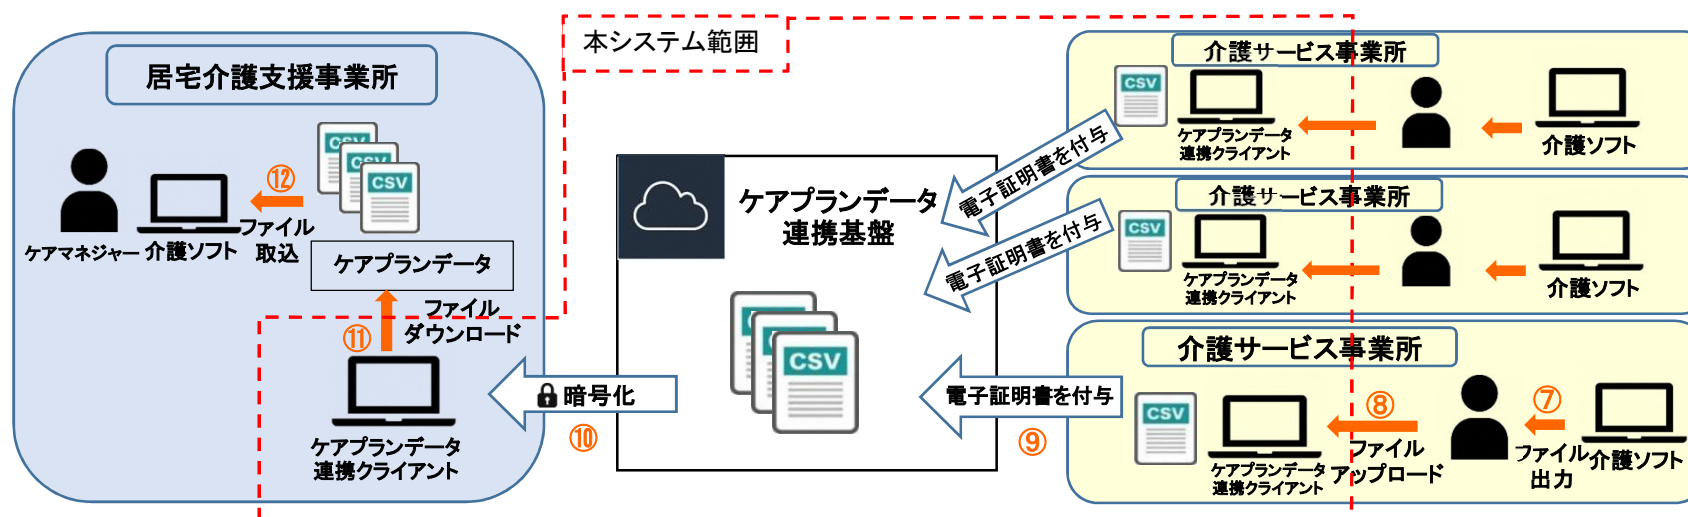 本システム範囲
居宅介護支援事業所
CSV
CSV
CSV
⑫
ファイル
取込
ケアマネジャー
介護ソフト
ケアプランデータ
ファイル
ダウンロード
⑪
ケアプランデータ
連携クライアント
暗号化
⑩
ケアプランデータ
連携基盤
CSV
電子証明書を付与
電子証明書を付与
電子証明書を付与
⑨
介護サービス事業所
CSV
ケアプランデータ
連携クライアント
介護ソフト
介護サービス事業所
CSV
ケアプランデータ
連携クライアント
介護ソフト
介護サービス事業所
CSV
ケアプランデータ
連携クライアント
⑧
ファイル
アップロード
⑦
ファイル
出力
介護ソフト